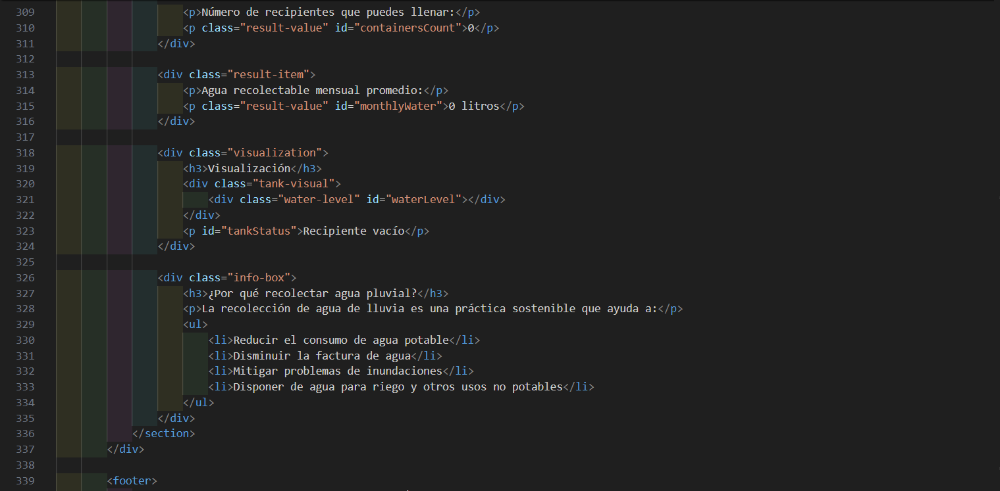 309 <p>Número de recipientes que puedes llenar:</p>
310 <p class="result-value" id="containersCount">0</p>
311 </div>
312
313 <div class="result-item">
314 <p>Agua recolectable mensual promedio:</p>
315 <p class="result-value" id="monthlyWater">0 litros</p>
316 </div>
317
318 <div class="visualization">
319 <h3>Visualización</h3>
320 <div class="tank-visual">
321 <div class="water-level" id="waterLevel"></div>
322 </div>
323 <p id="tankStatus">Recipiente vacío</p>
324 </div>
325
326 <div class="info-box">
327 <h3>¿Por qué recolectar agua pluvial?</h3>
328 <p>La recolección de agua de lluvia es una práctica sostenible que ayuda a:</p>
329 <ul>
330 <li>Reducir el consumo de agua potable</li>
331 <li>Disminuir la factura de agua</li>
332 <li>Mitigar problemas de inundaciones</li>
333 <li>Disponer de agua para riego y otros usos no potables</li>
334 </ul>
335 </div>
336 </section>
337 </div>
338
339 <footer>